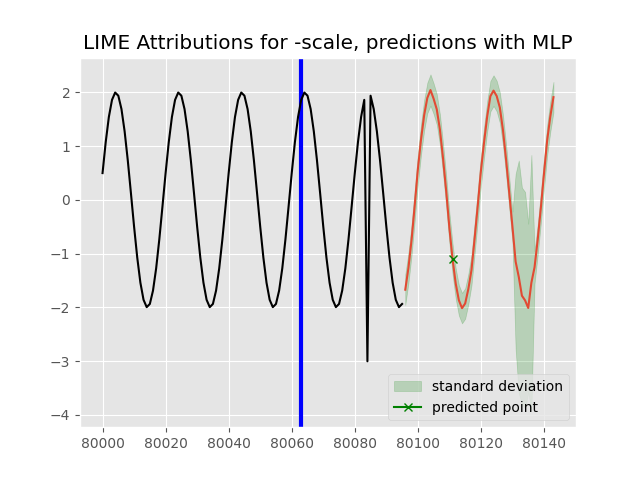 LIME Attributions for -scale, predictions with MLP
2
1
0
−1
−2
−3
−4
standard deviation
predicted point
80000 80020 80040 80060 80080 80100 80120 80140